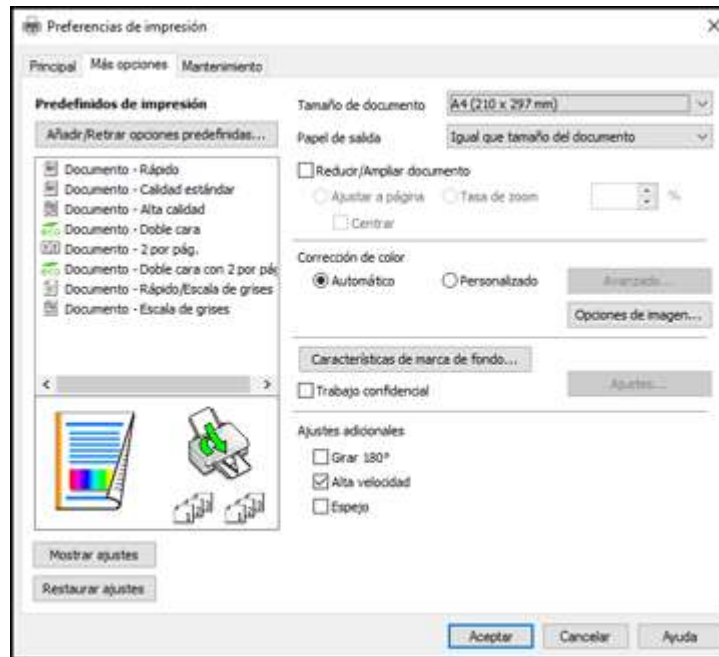 Preferencias de impresión
Principal
Más opciones
Mantenimiento
Predefinidos de impresión
Añadir/Retirar opciones predefinidas...
Documento - Rápido
Documento - Calidad estándar
Documento - Alta calidad
Documento - Doble cara
Documento - 2 por pág.
Documento - Doble cara con 2 por pág
Documento - Rápido/Escala de grises
Documento - Escala de grises
Mostrar ajustes
Restaurar ajustes
Tamaño de documento
A4 (210 x 297 mm)
Papel de salida
Igual que tamaño del documento
Reducir/Ampliar documento
Ajustar a página
Tasa de zoom
%
Centrar
Corrección de color
Automático
Personalizado
Avanzado...
Opciones de imagen...
Características de marca de fondo...
Trabajo confidencial
Ajustes...
Ajustes adicionales
Girar 180°
Alta velocidad
Espejo
Aceptar
Cancelar
Ayuda